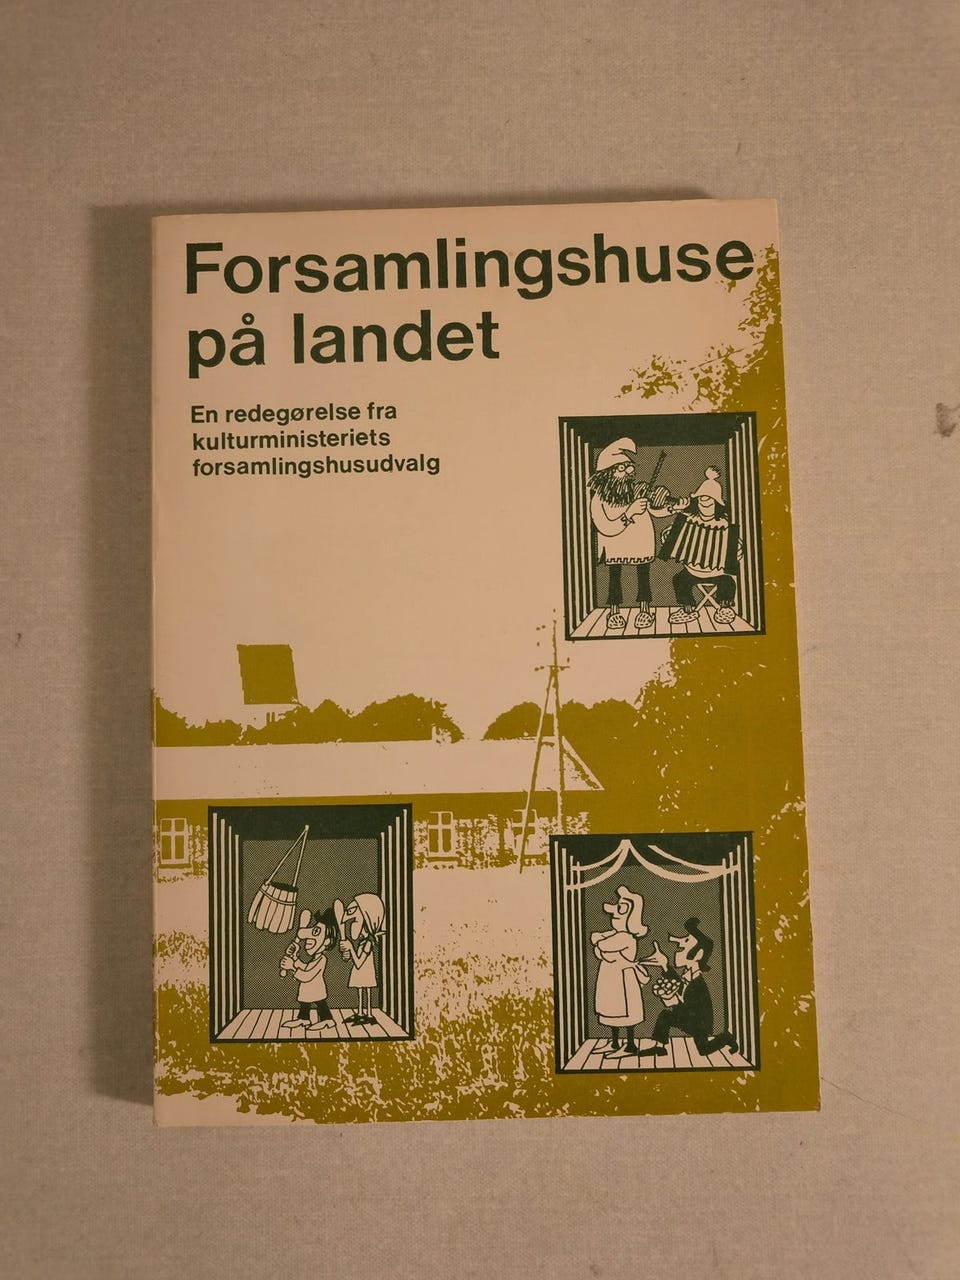 Forsamlingshuse
på landet
En redegørelse fra
kulturministeriets
forsamlingshusudvalg